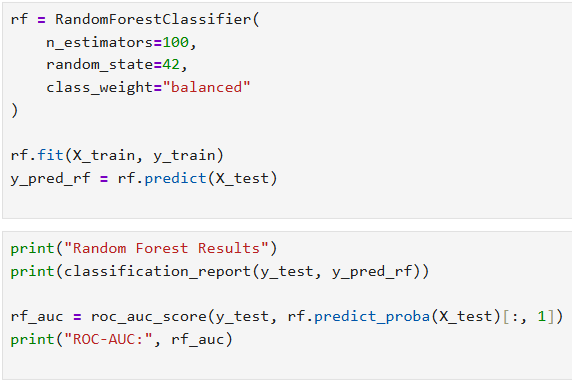 rf = RandomForestClassifier(
    n_estimators=100,
    random_state=42,
    class_weight="balanced"
)

rf.fit(X_train, y_train)
y_pred_rf = rf.predict(X_test)

print("Random Forest Results")
print(classification_report(y_test, y_pred_rf))

rf_auc = roc_auc_score(y_test, rf.predict_proba(X_test)[:, 1])
print("ROC-AUC:", rf_auc)